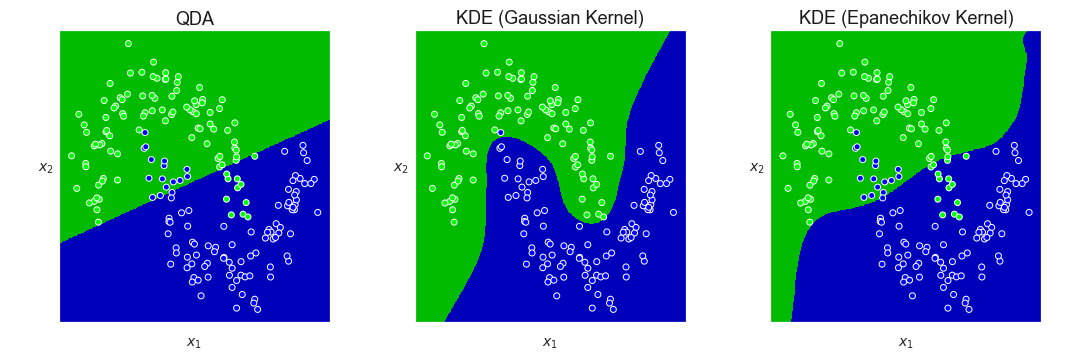 QDA
KDE (Gaussian Kernel)
KDE (Epanechikov Kernel)
x₂
x₂
x₂
x₁
x₁
x₁